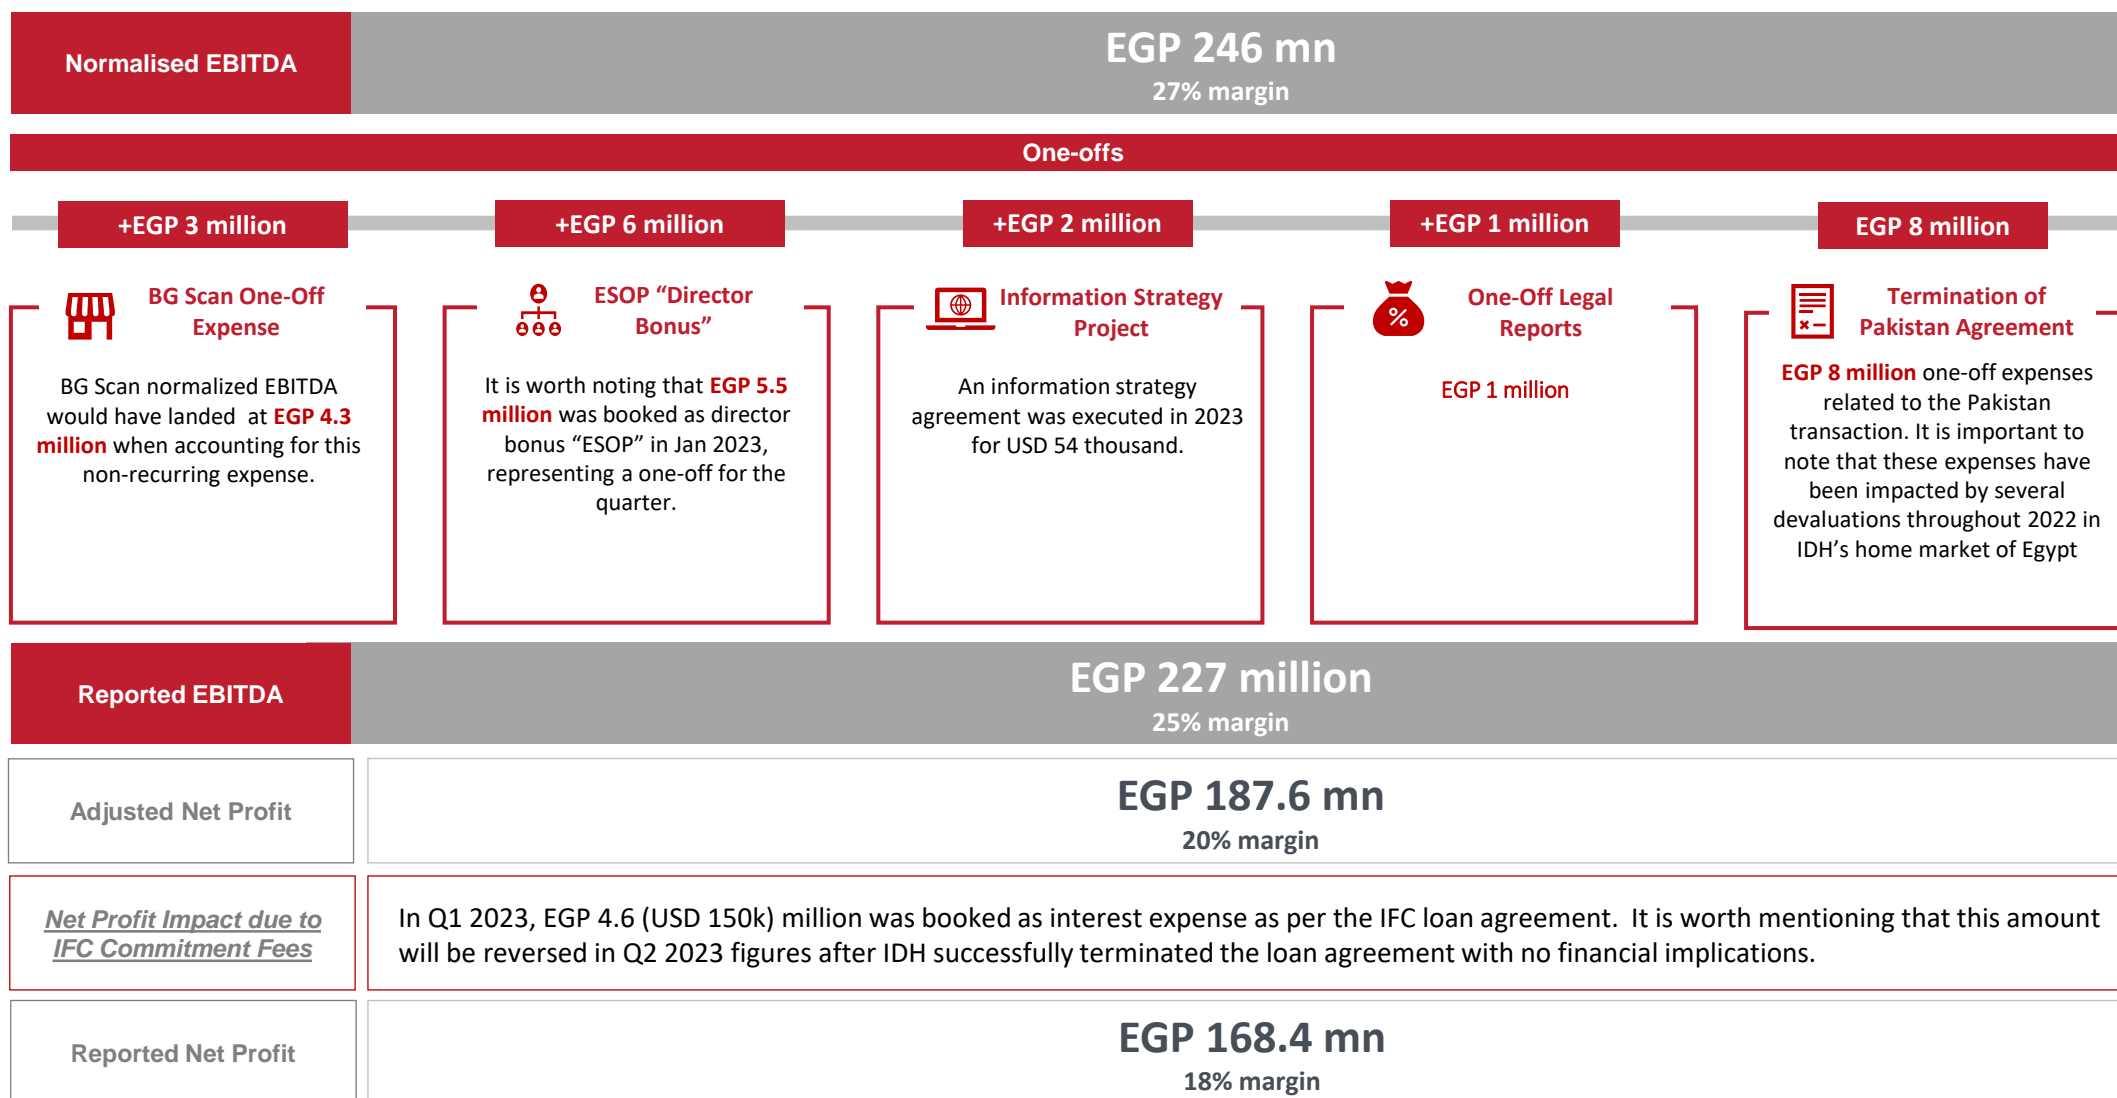 Normalised EBITDA
EGP 246 mn
27% margin
One-offs
+EGP 3 million
+EGP 6 million
+EGP 2 million
+EGP 1 million
EGP 8 million
BG Scan One-Off
Expense
BG Scan normalized EBITDA
would have landed at EGP 4.3
million when accounting for this
non-recurring expense.
ESOP “Director
Bonus”
It is worth noting that EGP 5.5
million was booked as director
bonus “ESOP” in Jan 2023,
representing a one-off for the
quarter.
Information Strategy
Project
An information strategy
agreement was executed in 2023
for USD 54 thousand.
One-Off Legal
Reports
EGP 1 million
%
Termination of
Pakistan Agreement
EGP 8 million one-off expenses
related to the Pakistan
transaction. It is important to
note that these expenses have
been impacted by several
devaluations throughout 2022 in
IDH’s home market of Egypt
Reported EBITDA
EGP 227 million
25% margin
Adjusted Net Profit
EGP 187.6 mn
20% margin
Net Profit Impact due to
IFC Commitment Fees
In Q1 2023, EGP 4.6 (USD 150k) million was booked as interest expense as per the IFC loan agreement. It is worth mentioning that this amount
will be reversed in Q2 2023 figures after IDH successfully terminated the loan agreement with no financial implications.
Reported Net Profit
EGP 168.4 mn
18% margin